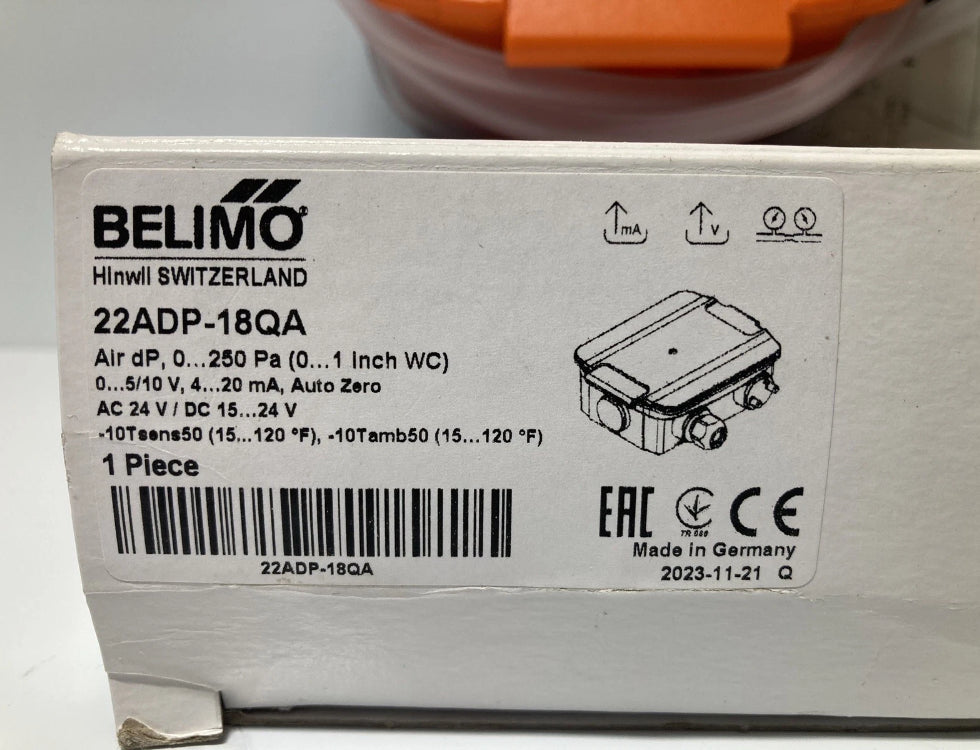 BELIMO®
Hinwil SWITZERLAND
22ADP-18QA
Air dP, 0...250 Pa (0...1 inch WC)
0...5/10 V, 4...20 mA, Auto Zero
AC 24 V / DC 15...24 V
-10Tsens50 (15...120 °F), -10Tamb50 (15...120 °F)
1 Piece
22ADP-18QA
mA
V
EAC
CE
Made in Germany
2023-11-21 Q